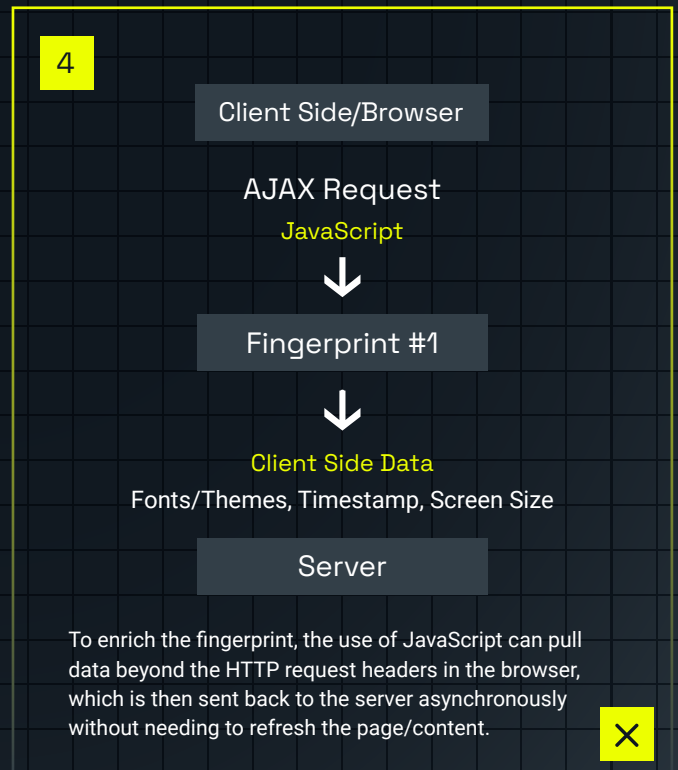 4
Client Side/Browser
AJAX Request
JavaScript
Fingerprint #1
Client Side Data
Fonts/Themes, Timestamp, Screen Size
Server
To enrich the fingerprint, the use of JavaScript can pull
data beyond the HTTP request headers in the browser,
which is then sent back to the server asynchronously
without needing to refresh the page/content.